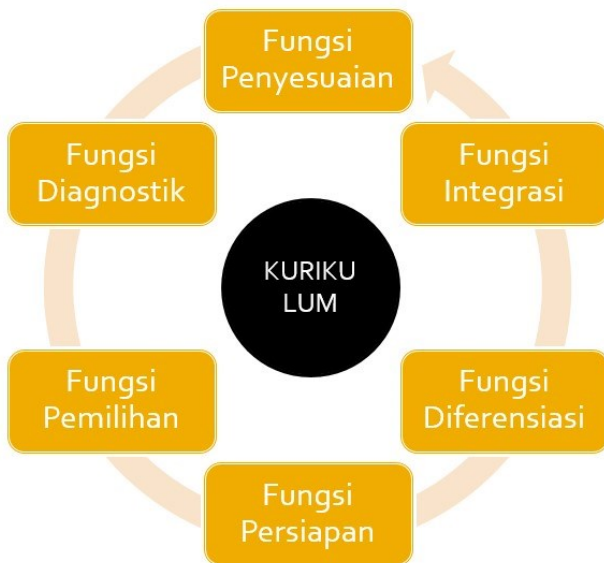 Fungsi
Penyesuaian
Fungsi
Integrasi
Fungsi
Diferensiasi
Fungsi
Persiapan
Fungsi
Pemilihan
Fungsi
Diagnostik
KURIKU
LUM